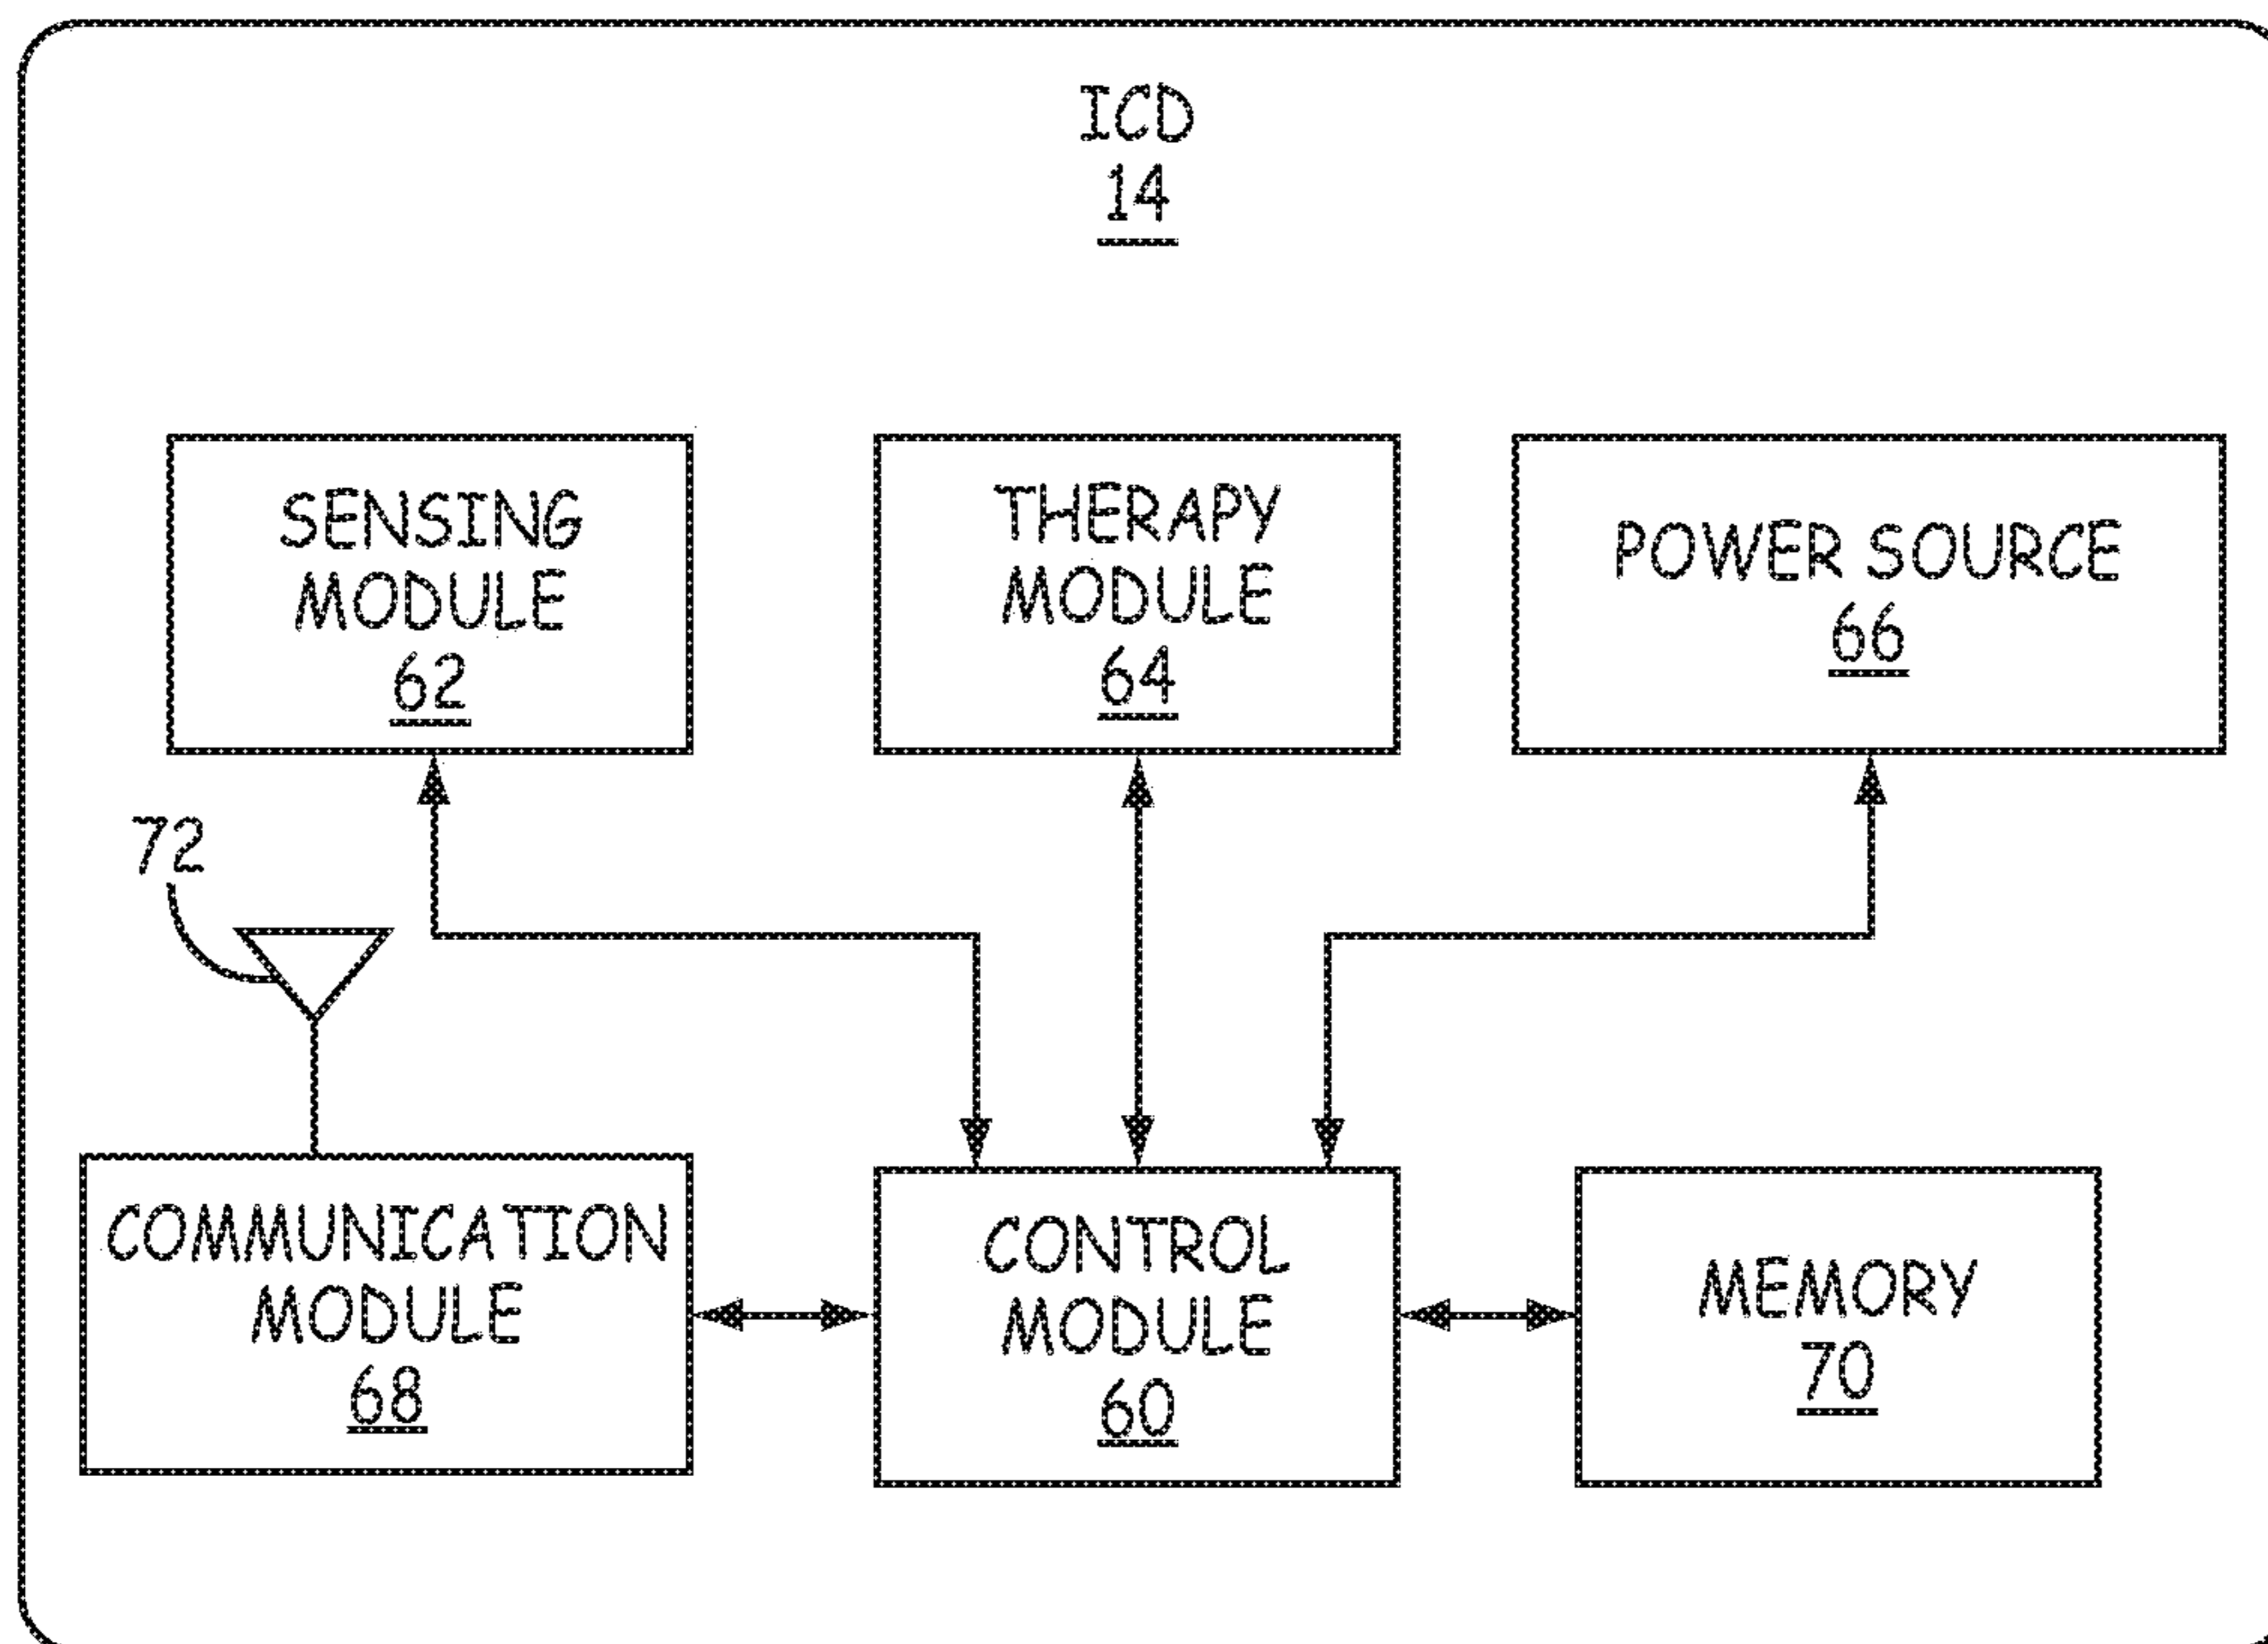 ICD
14
SENSING
MODULE
62
THERAPY
MODULE
64
POWER SOURCE
66
72
COMMUNICATION
MODULE
68
CONTROL
MODULE
60
MEMORY
70